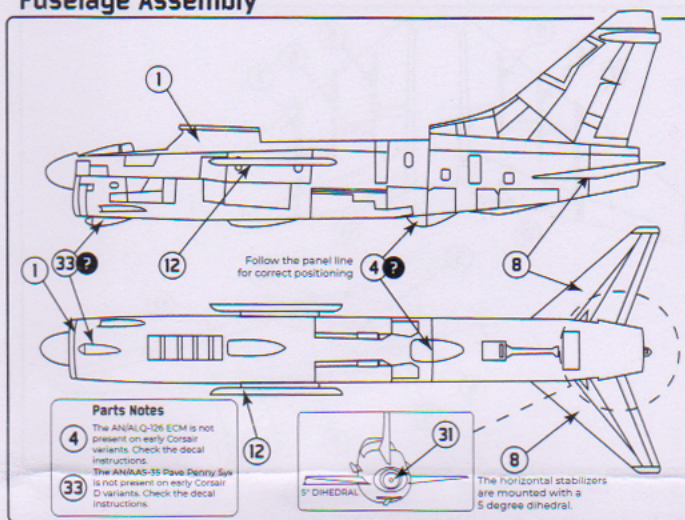 Fuselage Assembly
1
33 ?
12
Follow the panel line
for correct positioning
4 ?
8
1
12
8
Parts Notes
4
The AN/ALQ-126 ECM is not
present on early Corsair
variants. Check the decal
instructions.
33
The AN/AAS-35 Pave Penny Sys
is not present on early Corsair
D variants. Check the decal
instructions.
31
5° DIHEDRAL
The horizontal stabilizers
are mounted with a
5 degree dihedral.